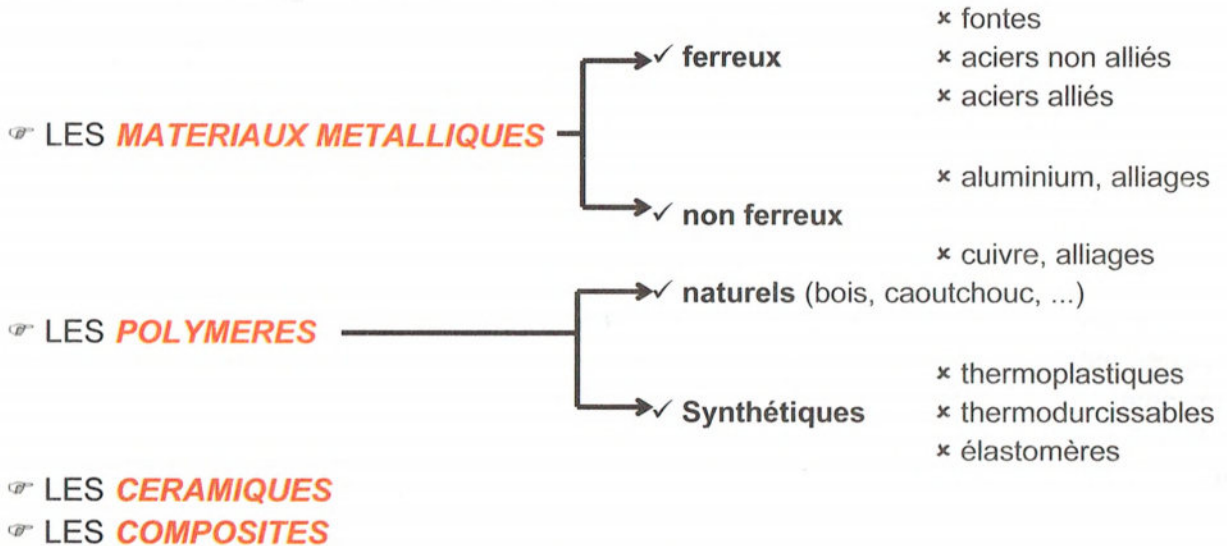 × fontes
✓ ferreux × aciers non alliés
× aciers alliés
☞ LES MATERIAUX METALLIQUES
× aluminium, alliages
✓ non ferreux
× cuivre, alliages
✓ naturels (bois, caoutchouc, ...)
☞ LES POLYMERES
× thermoplastiques
✓ Synthétiques × thermodurcissables
× élastomères
☞ LES CERAMIQUES
☞ LES COMPOSITES